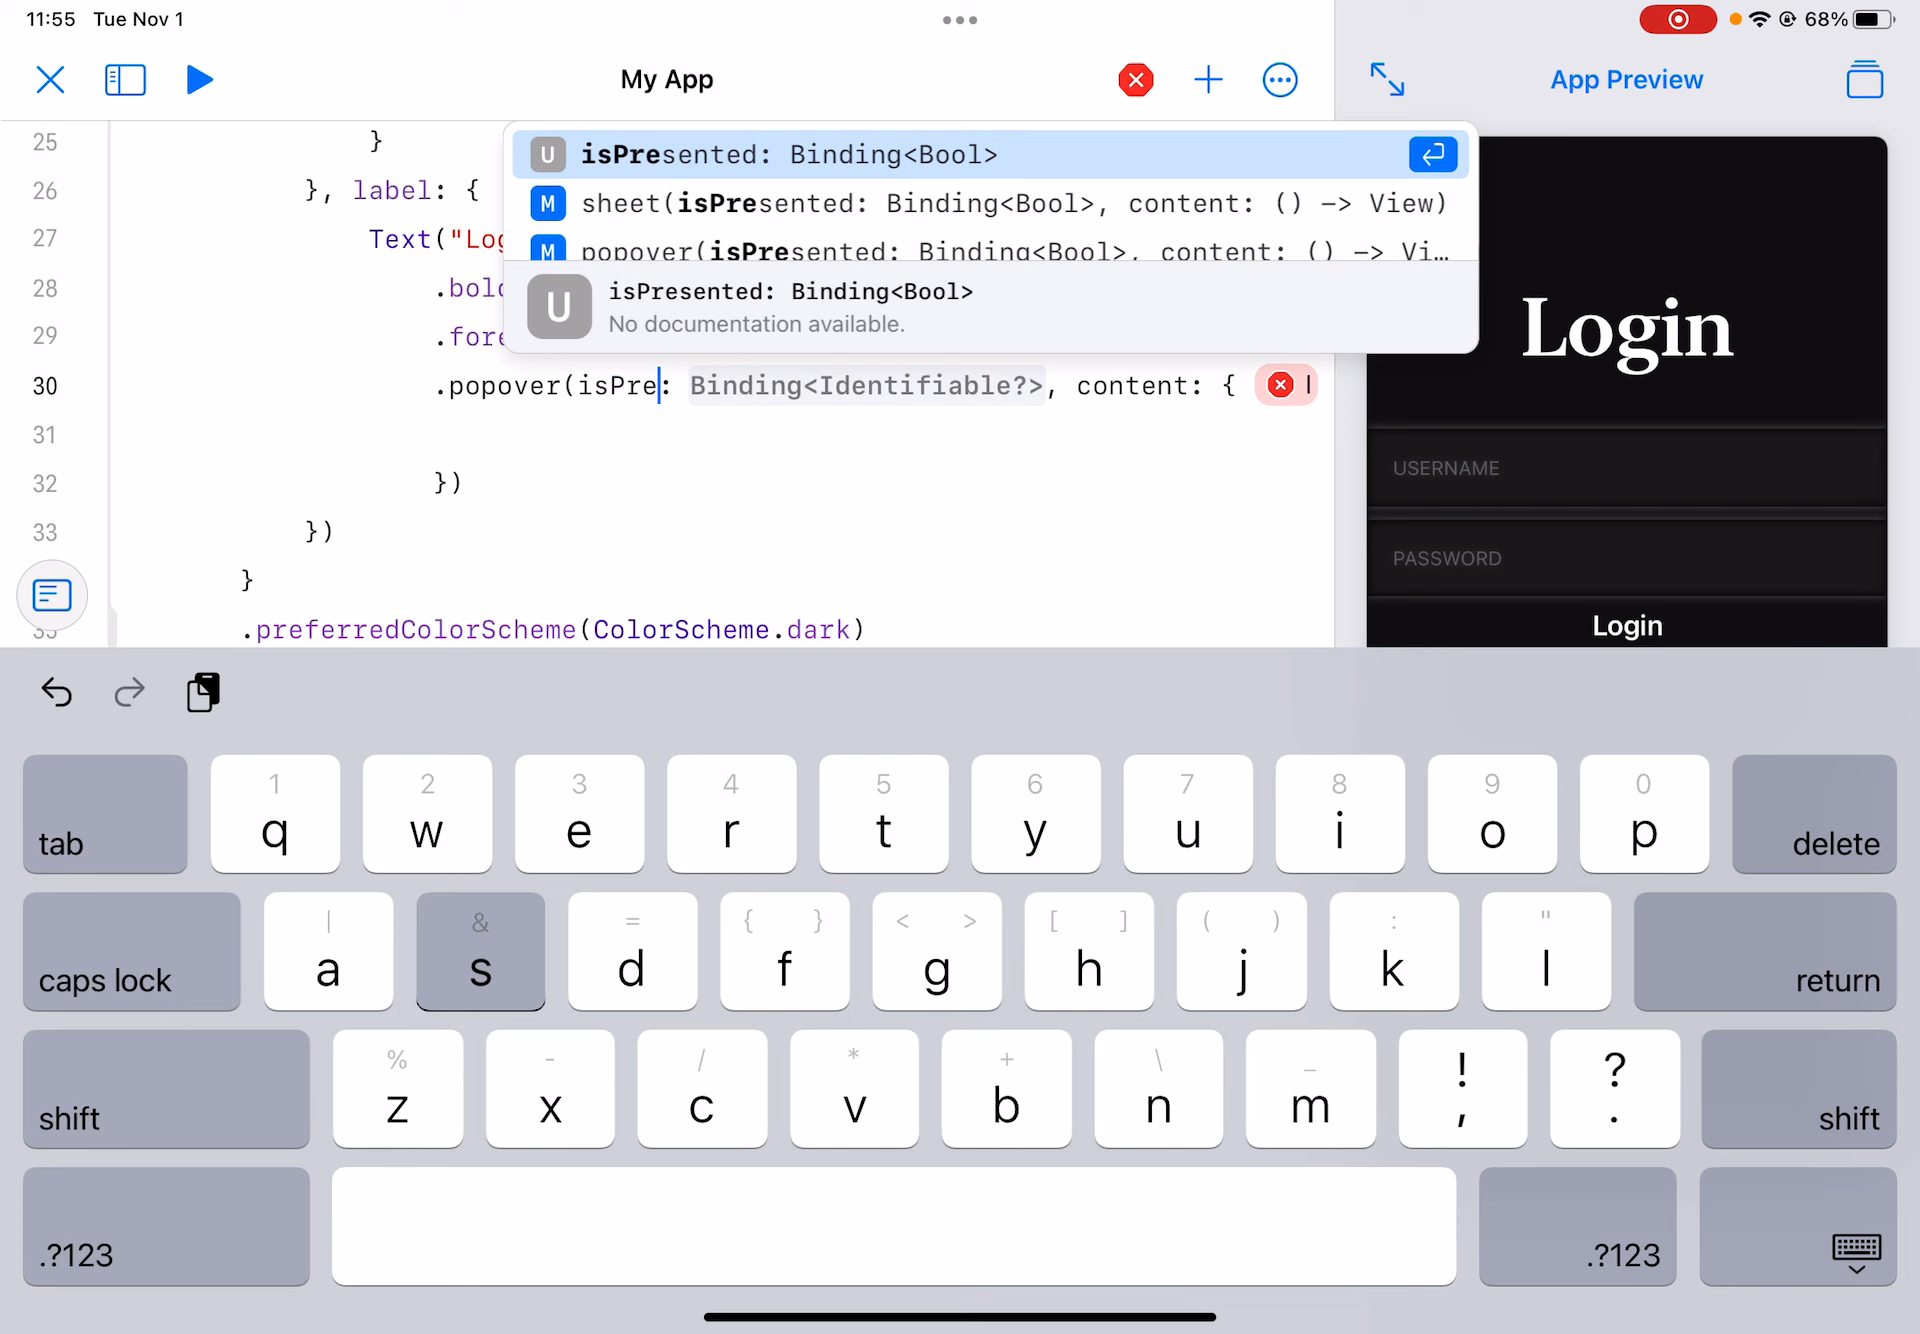 11:55 Tue Nov 1
68%
My App
App Preview
25 }
26 }, label: {
27 Text("Log
28 .bold
29 .fore
30 .popover(isPre: Binding<Identifiable?>, content: {
31
32 })
33 })
}
.preferredColorScheme(ColorScheme.dark)
U isPresented: Binding<Bool>
M sheet(isPresented: Binding<Bool>, content: () -> View)
M popover(isPresented: Binding<Bool>, content: () -> Vi…
U isPresented: Binding<Bool>
No documentation available.
Login
USERNAME
PASSWORD
Login
tab 1 q 2 w 3 e 4 r 5 t 6 y 7 u 8 i 9 o 0 p delete
caps lock | a & s = d { } f < > g [ ] h ( ) j : k " l return
shift % z - x / c * v + b \ n _ m ! , ? . shift
.?123 .?123